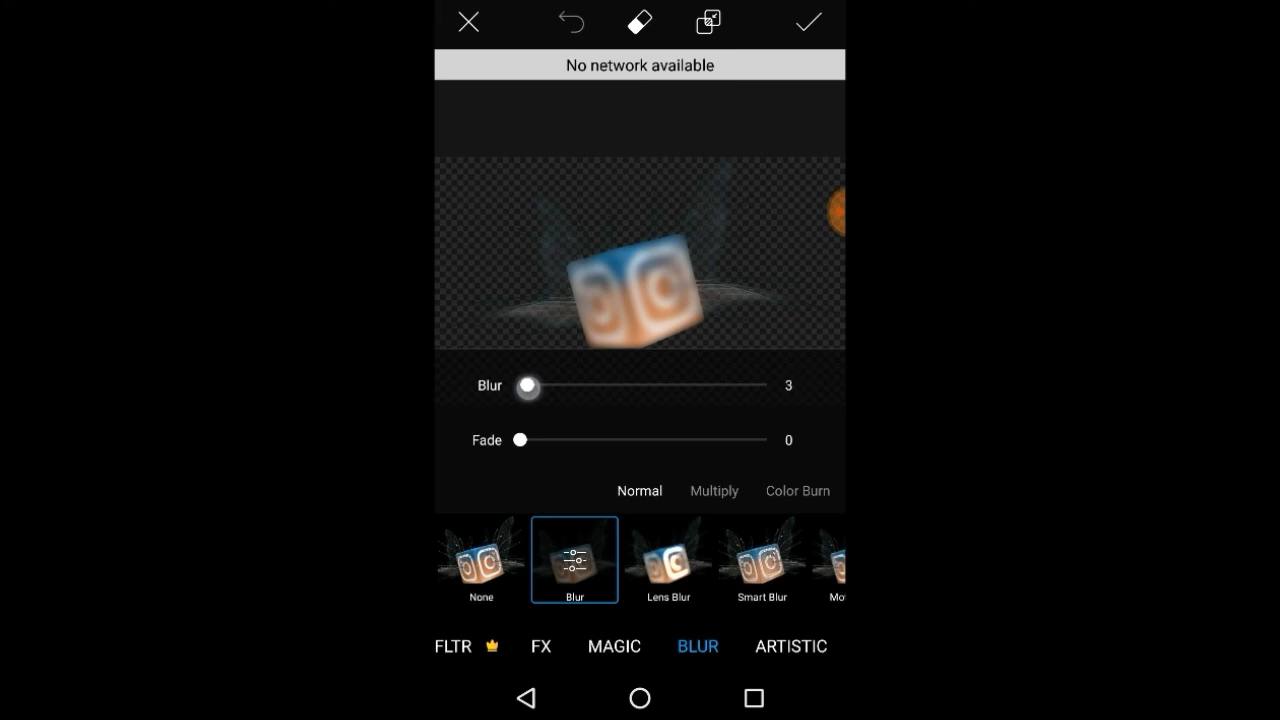 No network available
Blur 3
Fade 0
Normal Multiply Color Burn
None Blur Lens Blur Smart Blur
FLTR FX MAGIC BLUR ARTISTIC